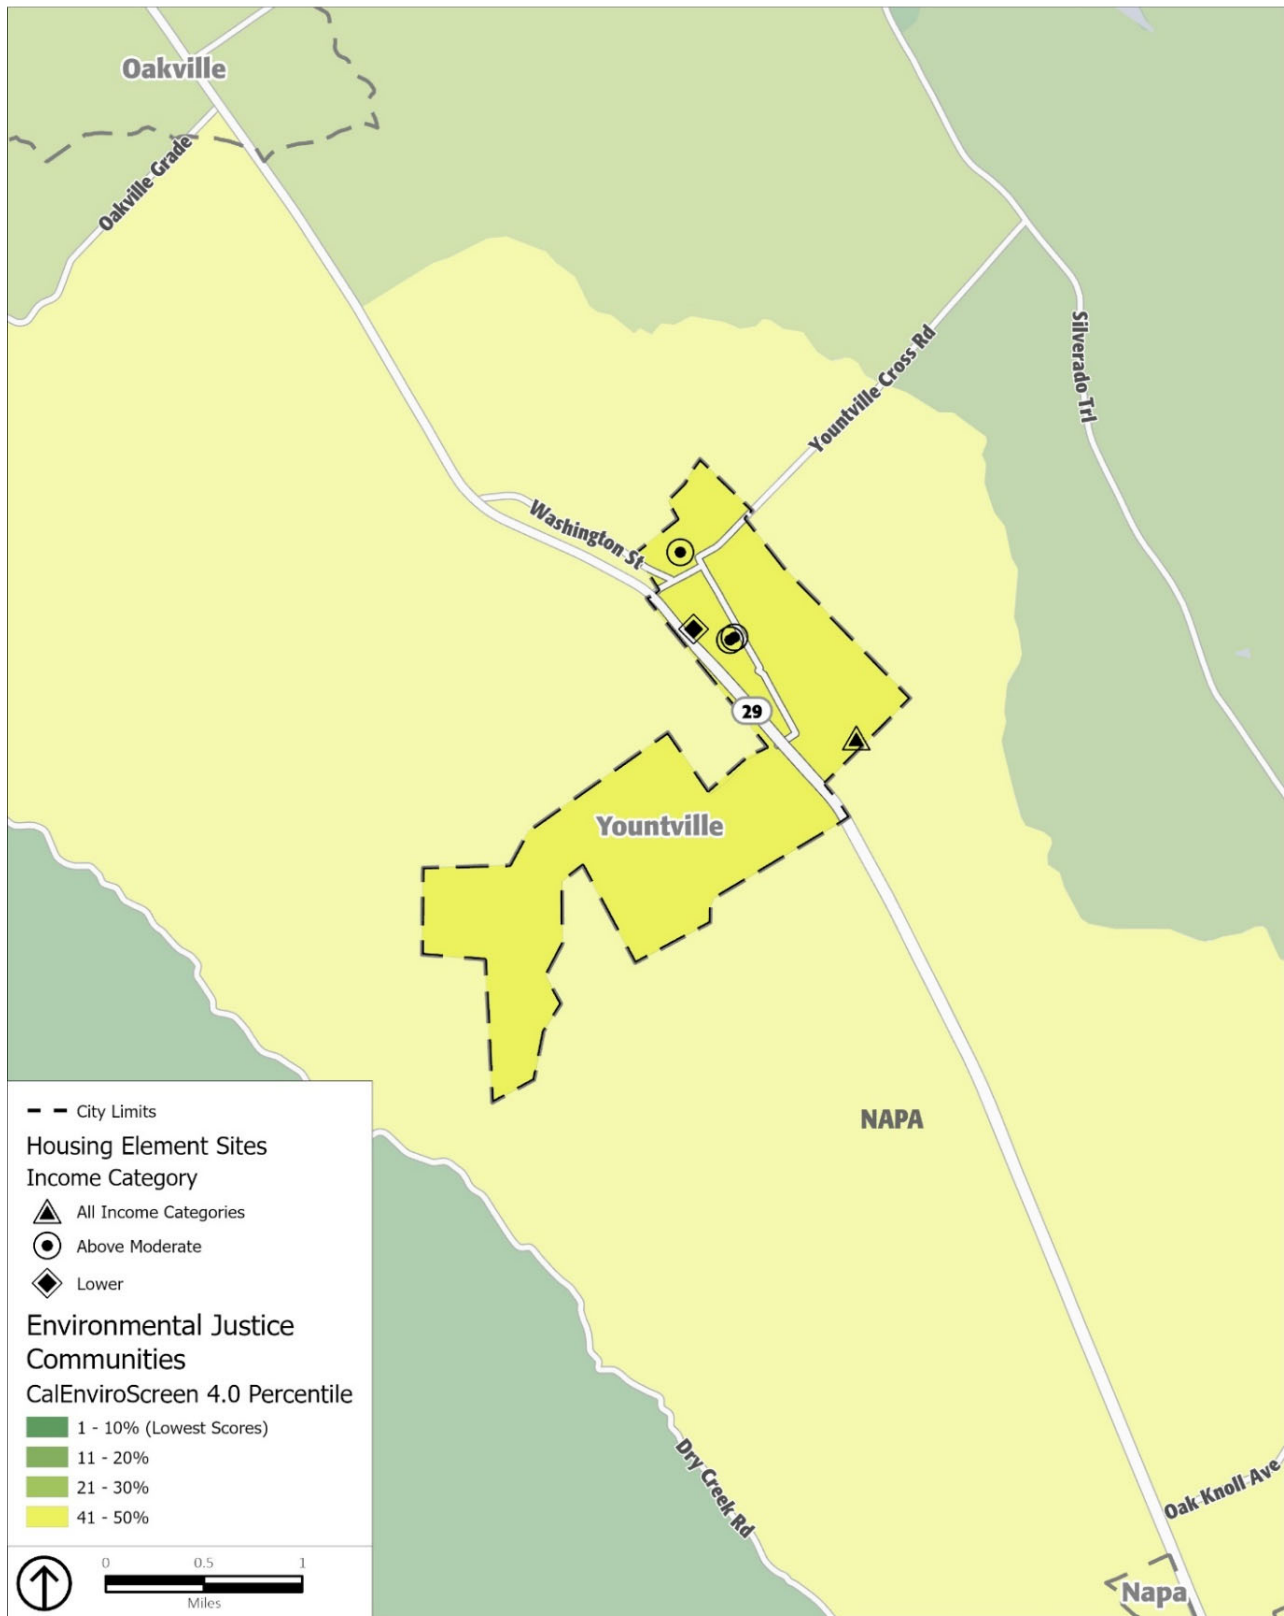 Oakville
Oakville Grade
Silverado Trl
Yountville Cross Rd
Washington St
29
Yountville
NAPA
City Limits
Housing Element Sites
Income Category
All Income Categories
Above Moderate
Lower
Environmental Justice
Communities
CalEnviroScreen 4.0 Percentile
1 - 10% (Lowest Scores)
11 - 20%
21 - 30%
41 - 50%
0 0.5 1
Miles
Dry Creek Rd
Oak Knoll Ave
Napa